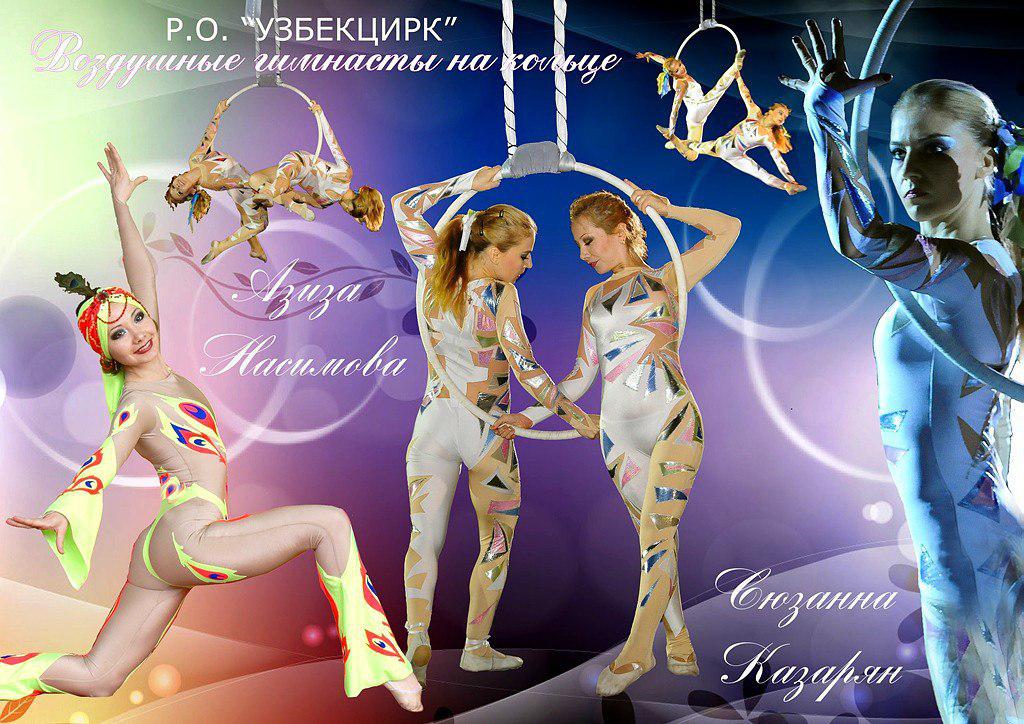 Р.О. “УЗБЕКЦИРК”
Воздушные гимнасты на кольце
Азиза
Насимова
Сюзанна
Казарян